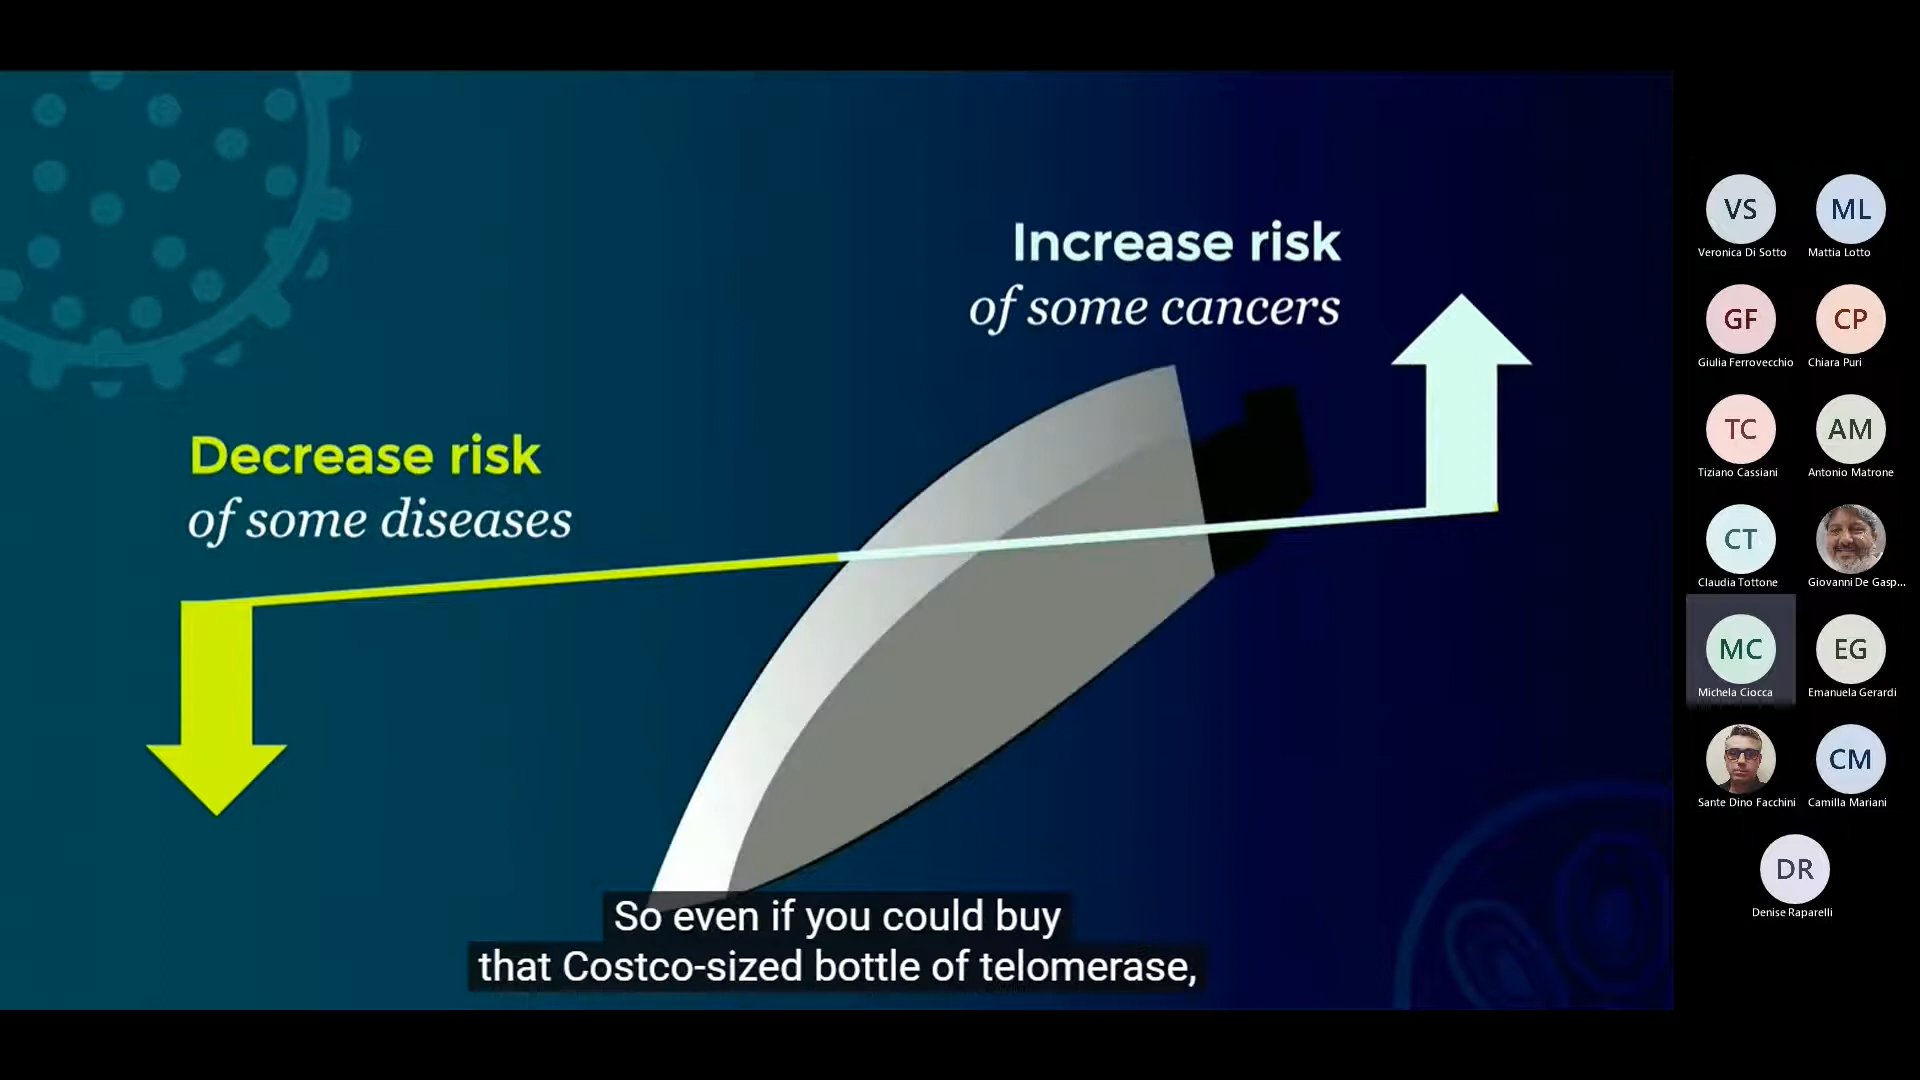 Increase risk
of some cancers
Decrease risk
of some diseases
So even if you could buy
that Costco-sized bottle of telomerase,
VS
Veronica Di Sotto
ML
Mattia Lotto
GF
Giulia Ferrovecchio
CP
Chiara Puri
TC
Tiziano Cassiani
AM
Antonio Matrone
CT
Claudia Tottone
Giovanni De Gasp...
MC
Michela Ciocca
EG
Emanuela Gerardi
Sante Dino Facchini
CM
Camilla Mariani
DR
Denise Raparelli